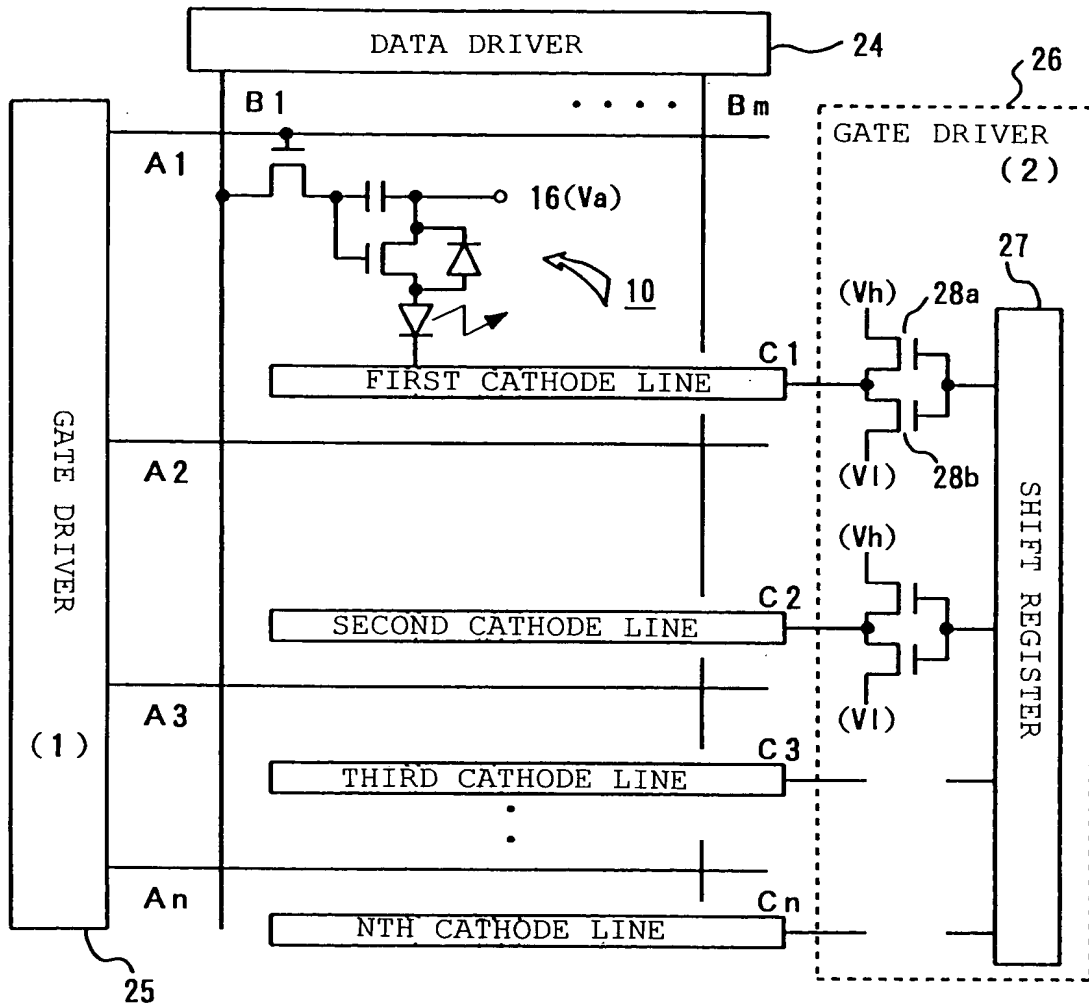 DATA DRIVER
24
26
B1
· · · ·
Bm
GATE DRIVER
(2)
A1
16(Va)
27
10
(Vh)
28a
C1
FIRST CATHODE LINE
GATE DRIVER
(1)
A2
(Vl)
28b
SHIFT REGISTER
(Vh)
C2
SECOND CATHODE LINE
A3
(Vl)
C3
THIRD CATHODE LINE
An
Cn
NTH CATHODE LINE
25